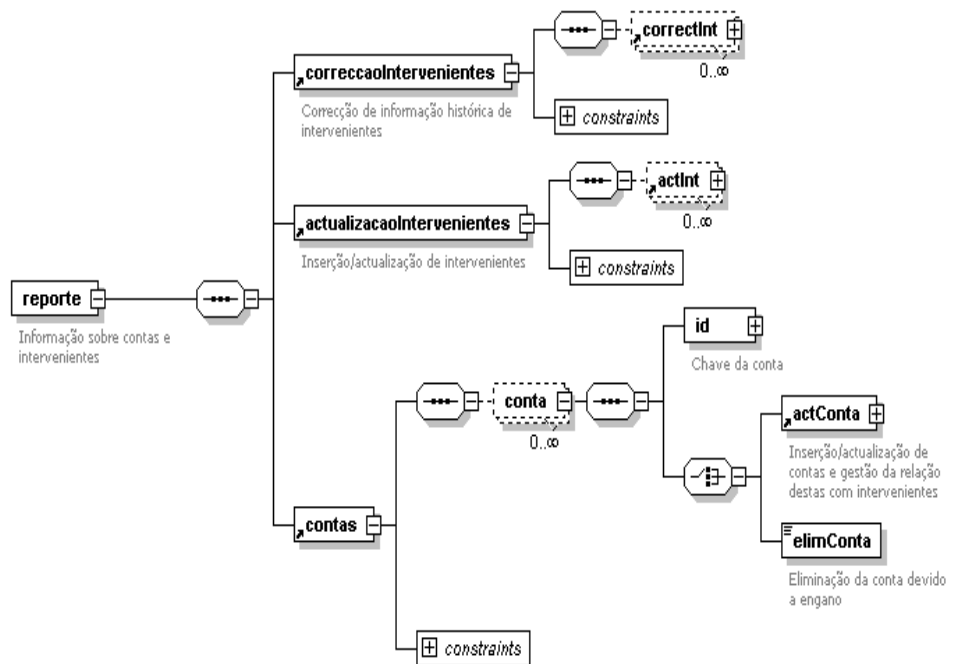 correctInt
0..∞
correccaoIntervenientes
Correcção de informação histórica de
intervenientes
constraints
actInt
0..∞
actualizacaoIntervenientes
Inserção/actualização de intervenientes
constraints
reporte
Informação sobre contas e
intervenientes
id
Chave da conta
conta
0..∞
actConta
Inserção/actualização de
contas e gestão da relação
destas com intervenientes
contas
elimConta
Eliminação da conta devido
a engano
constraints